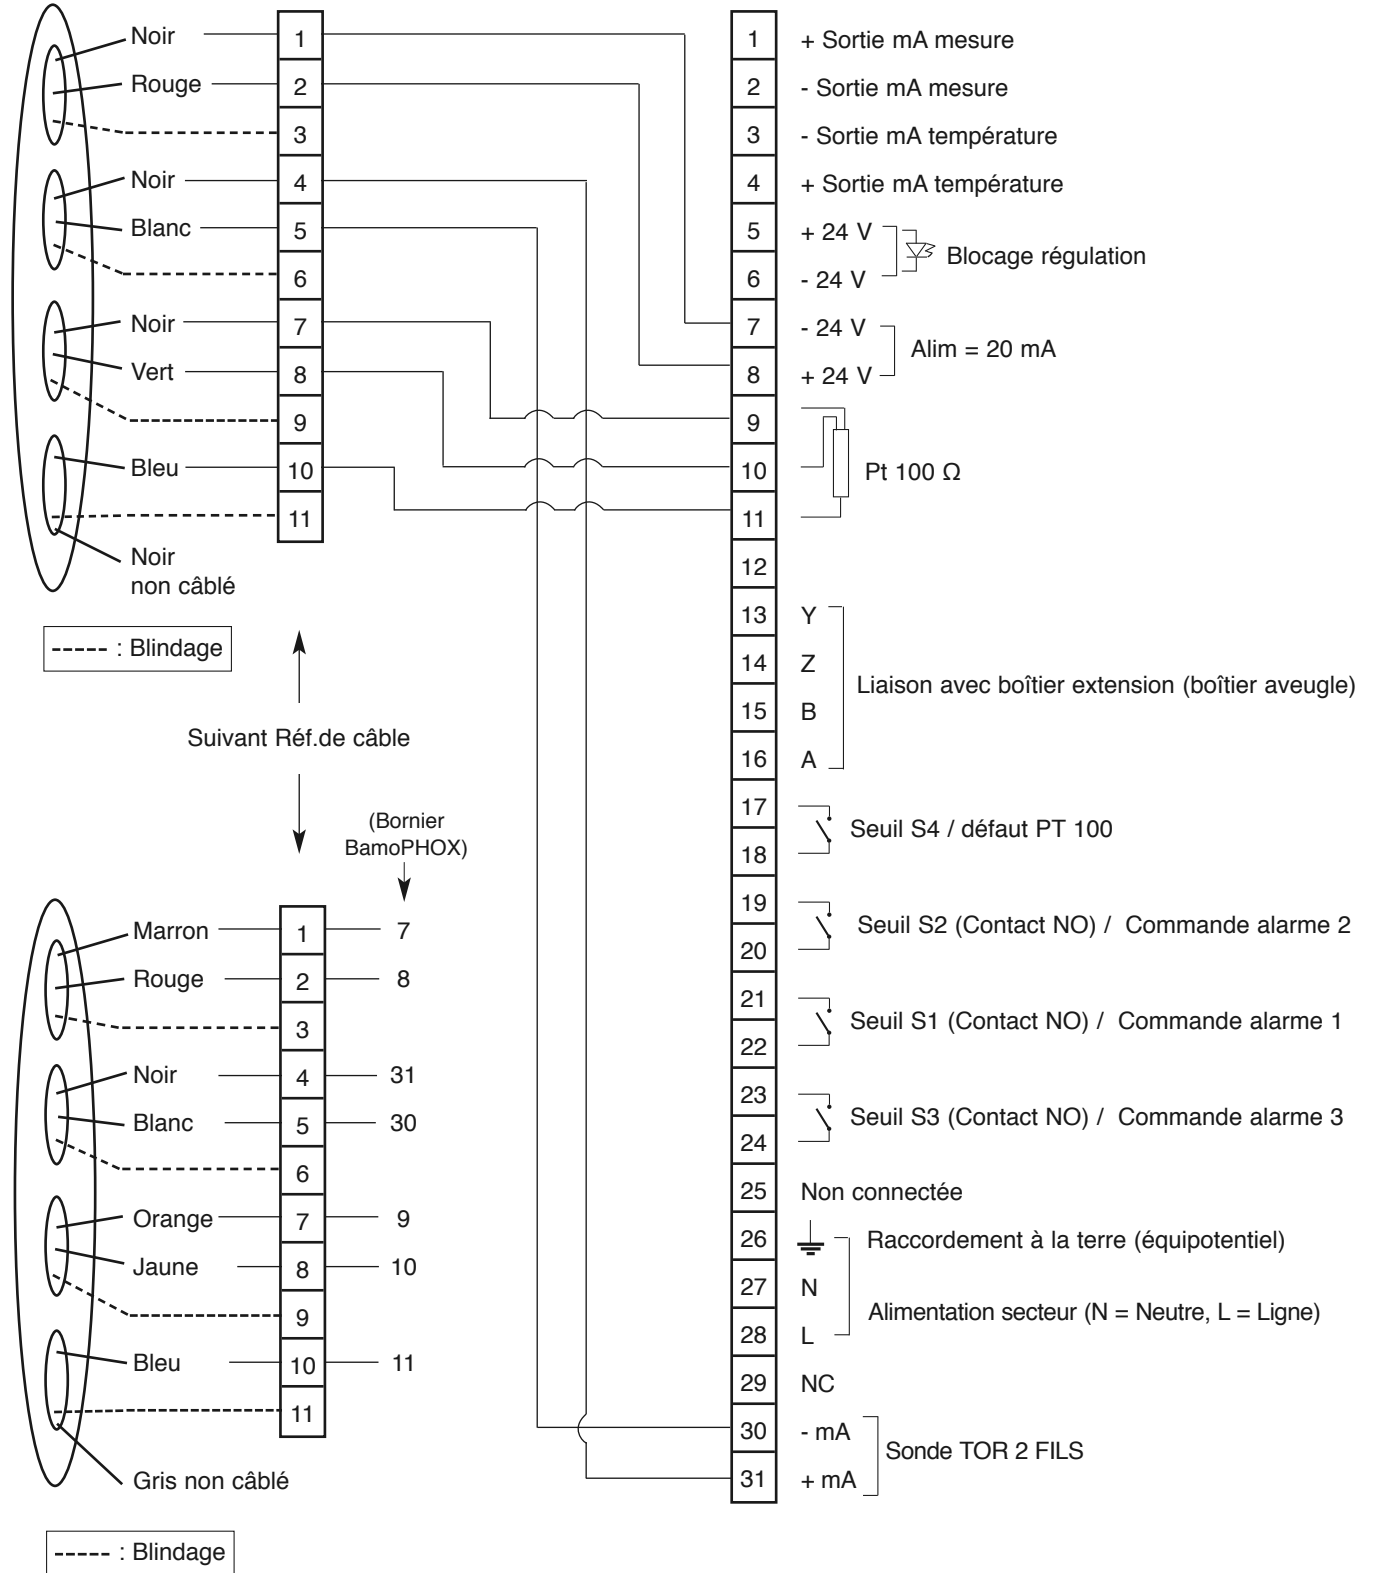 Noir 1
Rouge 2
3
Noir 4
Blanc 5
6
Noir 7
Vert 8
9
Bleu 10
11
Noir
non câblé
----- : Blindage
Suivant Réf.de câble
(Bornier
BamoPHOX)
Marron 1 7
Rouge 2 8
3
Noir 4 31
Blanc 5 30
6
Orange 7 9
Jaune 8 10
9
Bleu 10 11
11
Gris non câblé
----- : Blindage
1 + Sortie mA mesure
2 - Sortie mA mesure
3 - Sortie mA température
4 + Sortie mA température
5 + 24 V
Blocage régulation
6 - 24 V
7 - 24 V
Alim = 20 mA
8 + 24 V
9
10 Pt 100 Ω
11
12
13 Y
14 Z
Liaison avec boîtier extension (boîtier aveugle)
15 B
16 A
17
Seuil S4 / défaut PT 100
18
19
Seuil S2 (Contact NO) / Commande alarme 2
20
21
Seuil S1 (Contact NO) / Commande alarme 1
22
23
Seuil S3 (Contact NO) / Commande alarme 3
24
25 Non connectée
26 Raccordement à la terre (équipotentiel)
27 N
Alimentation secteur (N = Neutre, L = Ligne)
28 L
29 NC
30 - mA
Sonde TOR 2 FILS
31 + mA